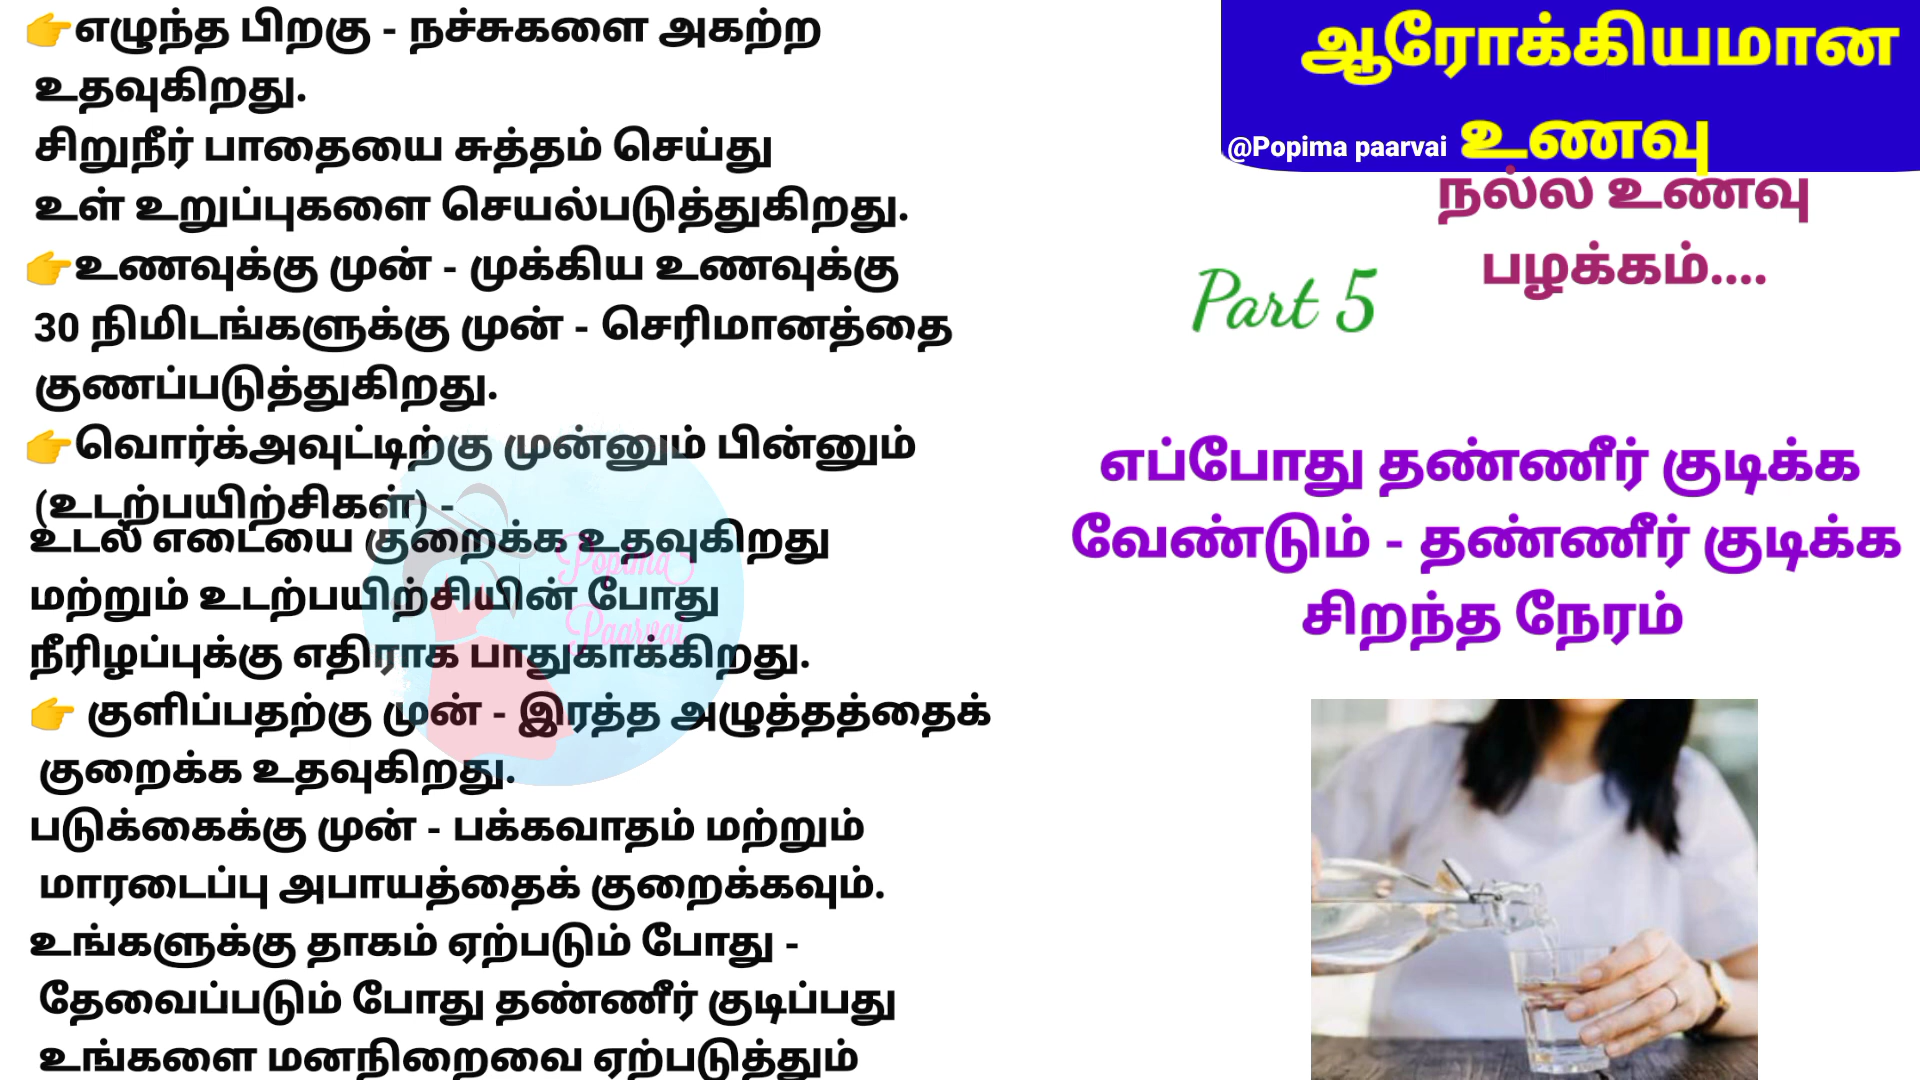 👉எழுந்த பிறகு - நச்சுகளை அகற்ற
உதவுகிறது.
சிறுநீர் பாதையை சுத்தம் செய்து
உள் உறுப்புகளை செயல்படுத்துகிறது.
👉உணவுக்கு முன் - முக்கிய உணவுக்கு
30 நிமிடங்களுக்கு முன் - செரிமானத்தை
குணப்படுத்துகிறது.
👉வொர்க்அவுட்டிற்கு முன்னும் பின்னும்
(உடற்பயிற்சிகள்) -
உடல் எடையை குறைக்க உதவுகிறது
மற்றும் உடற்பயிற்சியின் போது
நீரிழப்புக்கு எதிராக பாதுகாக்கிறது.
👉 குளிப்பதற்கு முன் - இரத்த அழுத்தத்தைக்
குறைக்க உதவுகிறது.
படுக்கைக்கு முன் - பக்கவாதம் மற்றும்
மாரடைப்பு அபாயத்தைக் குறைக்கவும்.
உங்களுக்கு தாகம் ஏற்படும் போது -
தேவைப்படும் போது தண்ணீர் குடிப்பது
உங்களை மனநிறைவை ஏற்படுத்தும்
Popima
Paarvai
ஆரோக்கியமான
உணவு
@Popima paarvai
நல்ல உணவு
பழக்கம்....
Part 5
எப்போது தண்ணீர் குடிக்க
வேண்டும் - தண்ணீர் குடிக்க
சிறந்த நேரம்